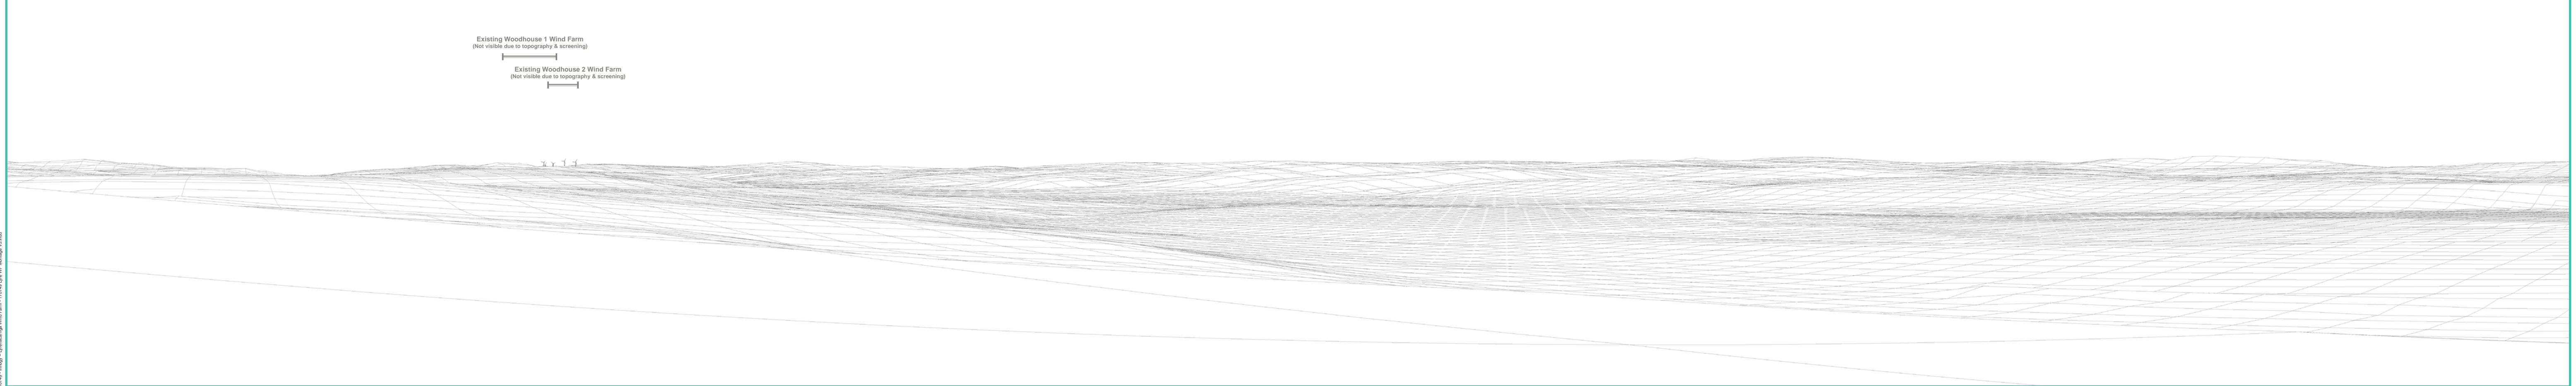 Existing Woodhouse 1 Wind Farm
(Not visible due to topography & screening)
Existing Woodhouse 2 Wind Farm
(Not visible due to topography & screening)